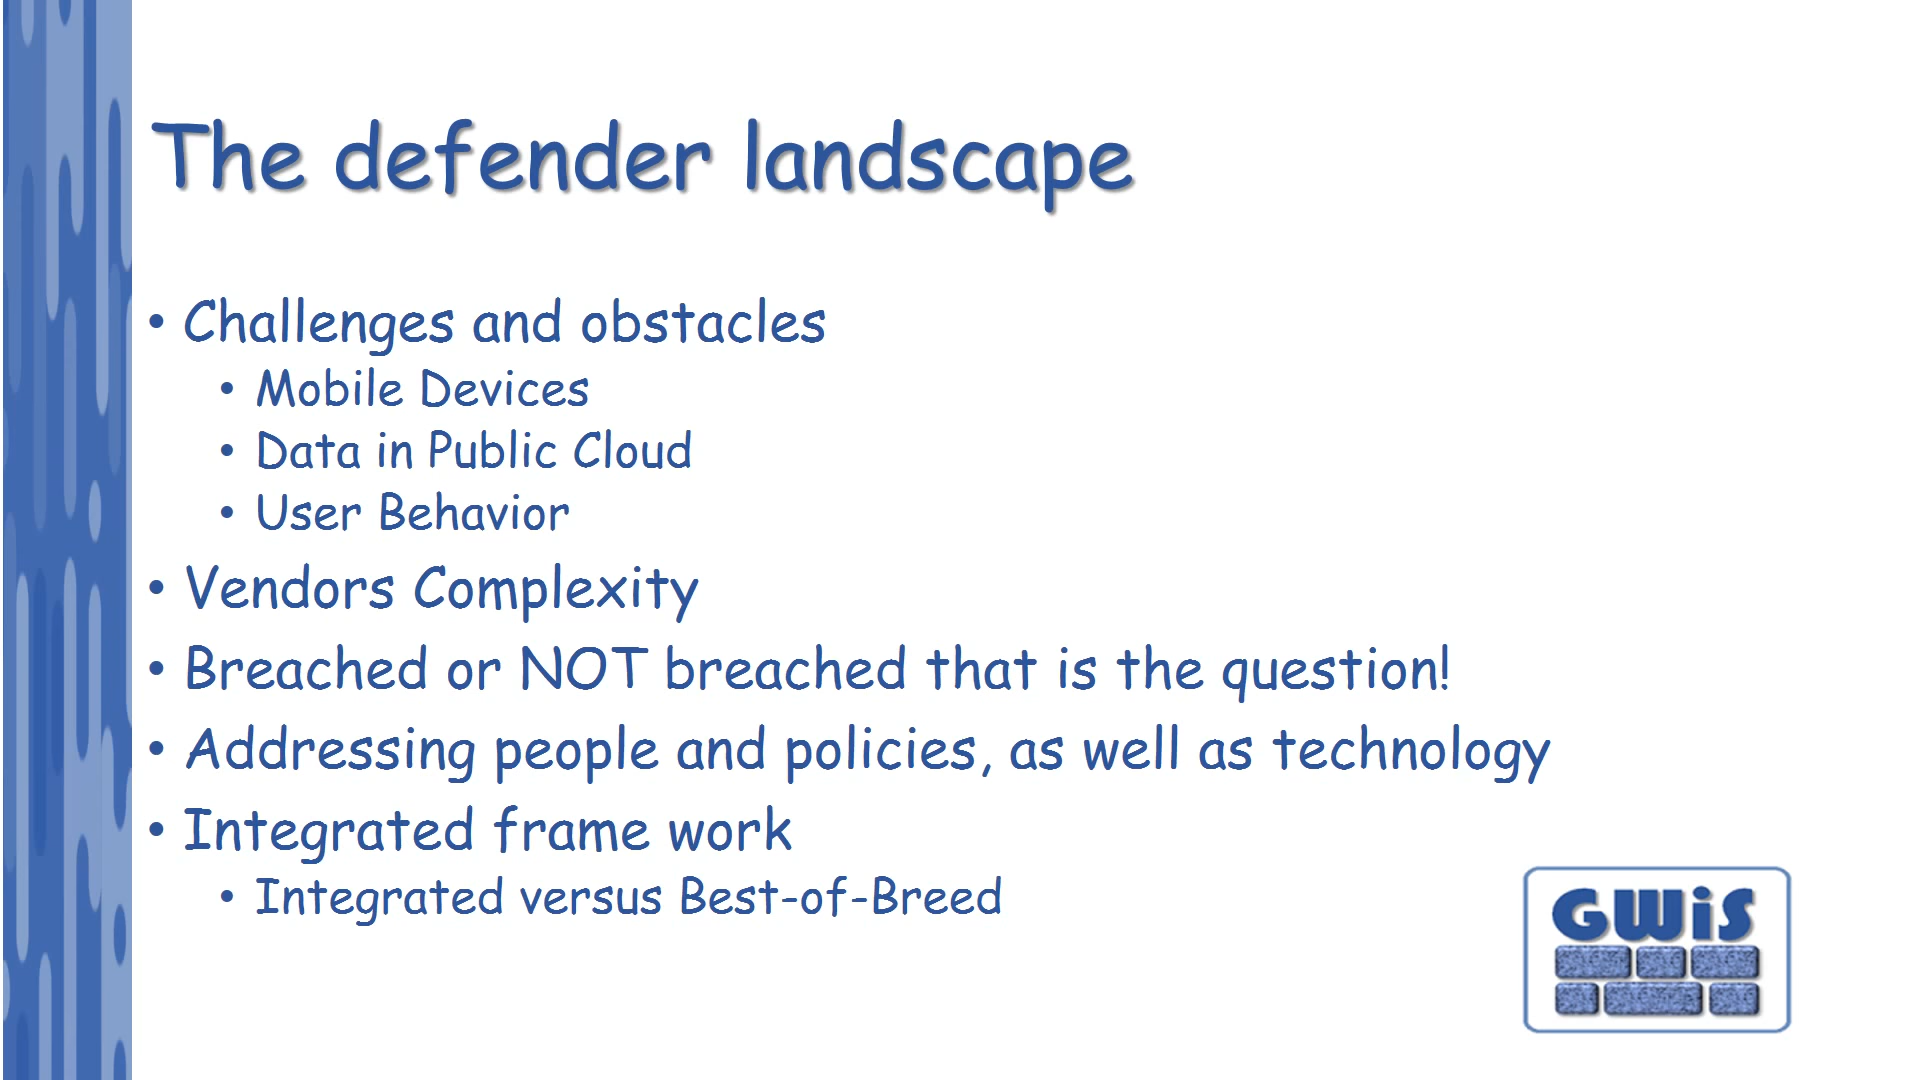 The defender landscape
• Challenges and obstacles
• Mobile Devices
• Data in Public Cloud
• User Behavior
• Vendors Complexity
• Breached or NOT breached that is the question!
• Addressing people and policies, as well as technology
• Integrated frame work
• Integrated versus Best-of-Breed
GWiS